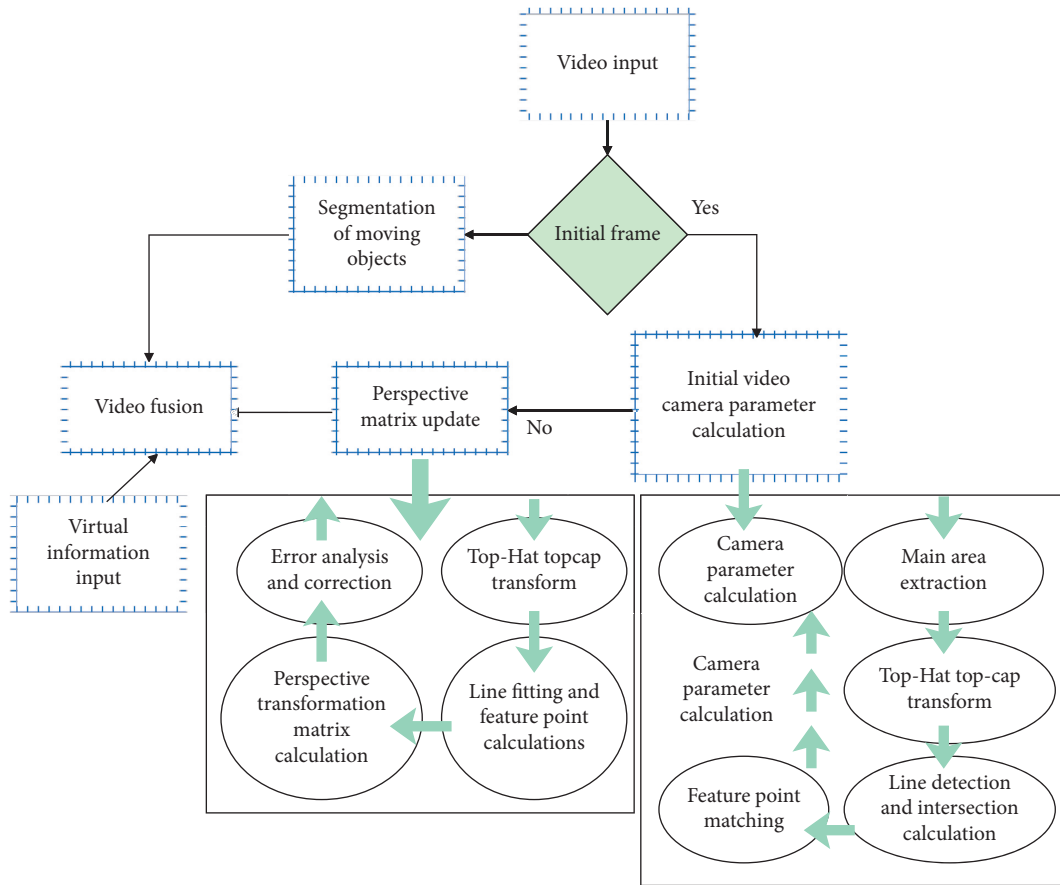 Video input
Initial frame
Yes
Segmentation
of moving
objects
Video fusion
Perspective
matrix update
No
Initial video
camera parameter
calculation
Virtual
information
input
Error analysis
and correction
Top-Hat topcap
transform
Perspective
transformation
matrix
calculation
Line fitting and
feature point
calculations
Camera
parameter
calculation
Main area
extraction
Camera
parameter
calculation
Top-Hat top-cap
transform
Feature point
matching
Line detection
and intersection
calculation